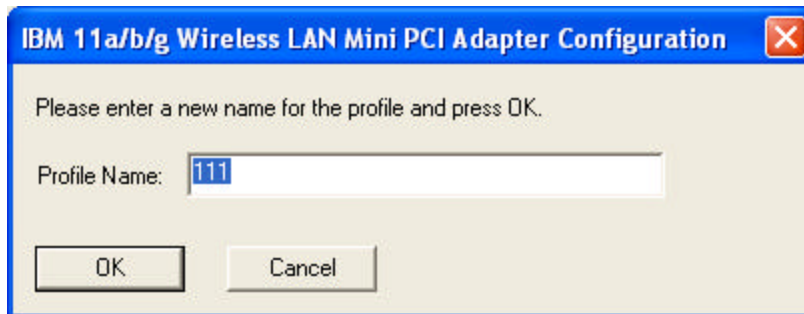 IBM 11a/b/g Wireless LAN Mini PCI Adapter Configuration
Please enter a new name for the profile and press OK.
Profile Name: 111
OK Cancel